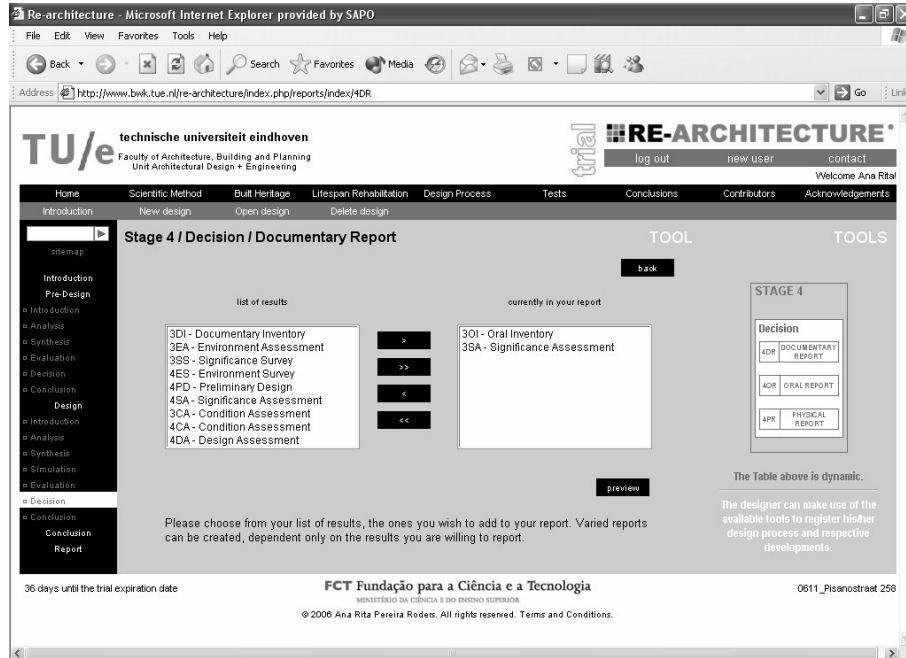 Re-architecture - Microsoft Internet Explorer provided by SAPO
File Edit View Favorites Tools Help
Back Search Favorites Media
Address http://www.bwk.tue.nl/re-architecture/index.php/reports/index/4DR Go Link
TU/e technische universiteit eindhoven
Faculty of Architecture, Building and Planning
Unit Architectural Design + Engineering
trial
RE-ARCHITECTURE
log out new user contact
Welcome Ana Rita!
Home Scientific Method Built Heritage Lifespan Rehabilitation Design Process Tests Conclusions Contributors Acknowledgements
Introduction New design Open design Delete design
sitemap
Introduction
Pre-Design
Introduction
Analysis
Synthesis
Evaluation
Decision
Conclusion
Design
Introduction
Analysis
Synthesis
Simulation
Evaluation
Decision
Conclusion
Conclusion
Report
Stage 4 / Decision / Documentary Report TOOL TOOLS
back
list of results
3DI - Documentary Inventory
3EA - Environment Assessment
3SS - Significance Survey
4ES - Environment Survey
4PD - Preliminary Design
4SA - Significance Assessment
3CA - Condition Assessment
4CA - Condition Assessment
4DA - Design Assessment
>
>>
<
<<
currently in your report
3OI - Oral Inventory
3SA - Significance Assessment
preview
Please choose from your list of results, the ones you wish to add to your report. Varied reports
can be created, dependent only on the results you are willing to report.
STAGE 4
Decision
4DR DOCUMENTARY
REPORT
4OR ORAL REPORT
4PR PHYSICAL
REPORT
The Table above is dynamic.
The designer can make use of the
available tools to register his/her
design process and respective
developments.
36 days until the trial expiration date
FCT Fundação para a Ciência e a Tecnologia
MINISTÉRIO DA CIÊNCIA E DO ENSINO SUPERIOR
0611_Pisanostraat 258
© 2006 Ana Rita Pereira Roders. All rights reserved. Terms and Conditions.